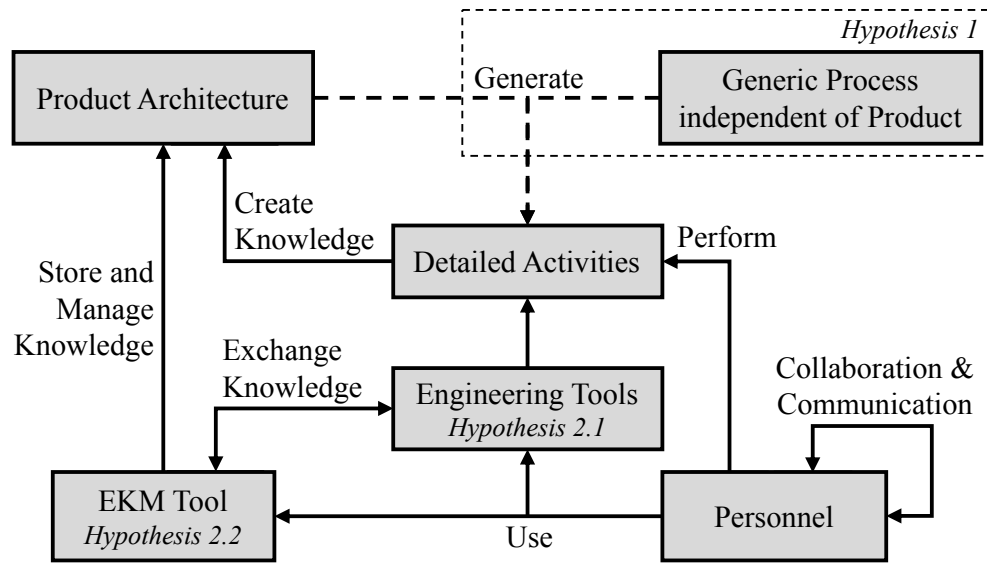 Hypothesis 1
Product Architecture
Generate
Generic Process
independent of Product
Create
Knowledge
Detailed Activities
Perform
Store and
Manage
Knowledge
Exchange
Knowledge
Engineering Tools
Hypothesis 2.1
Collaboration &
Communication
EKM Tool
Hypothesis 2.2
Use
Personnel